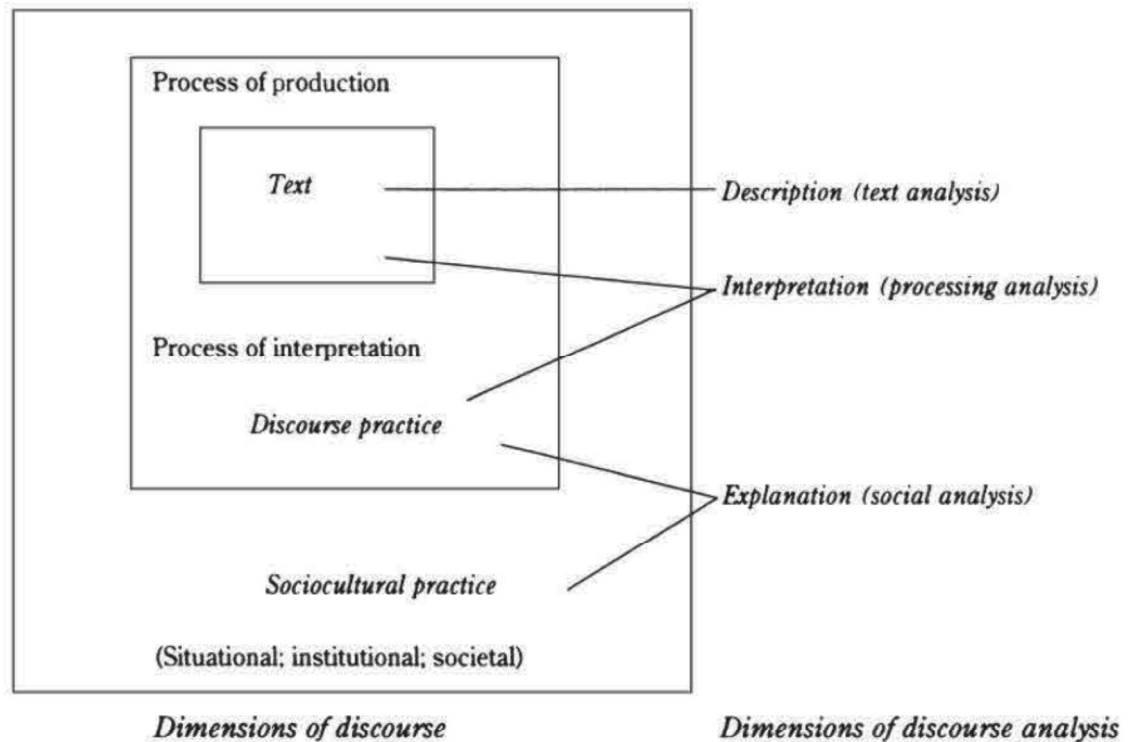 Process of production
Text
Description (text analysis)
Interpretation (processing analysis)
Process of interpretation
Discourse practice
Explanation (social analysis)
Sociocultural practice
(Situational; institutional; societal)
Dimensions of discourse
Dimensions of discourse analysis